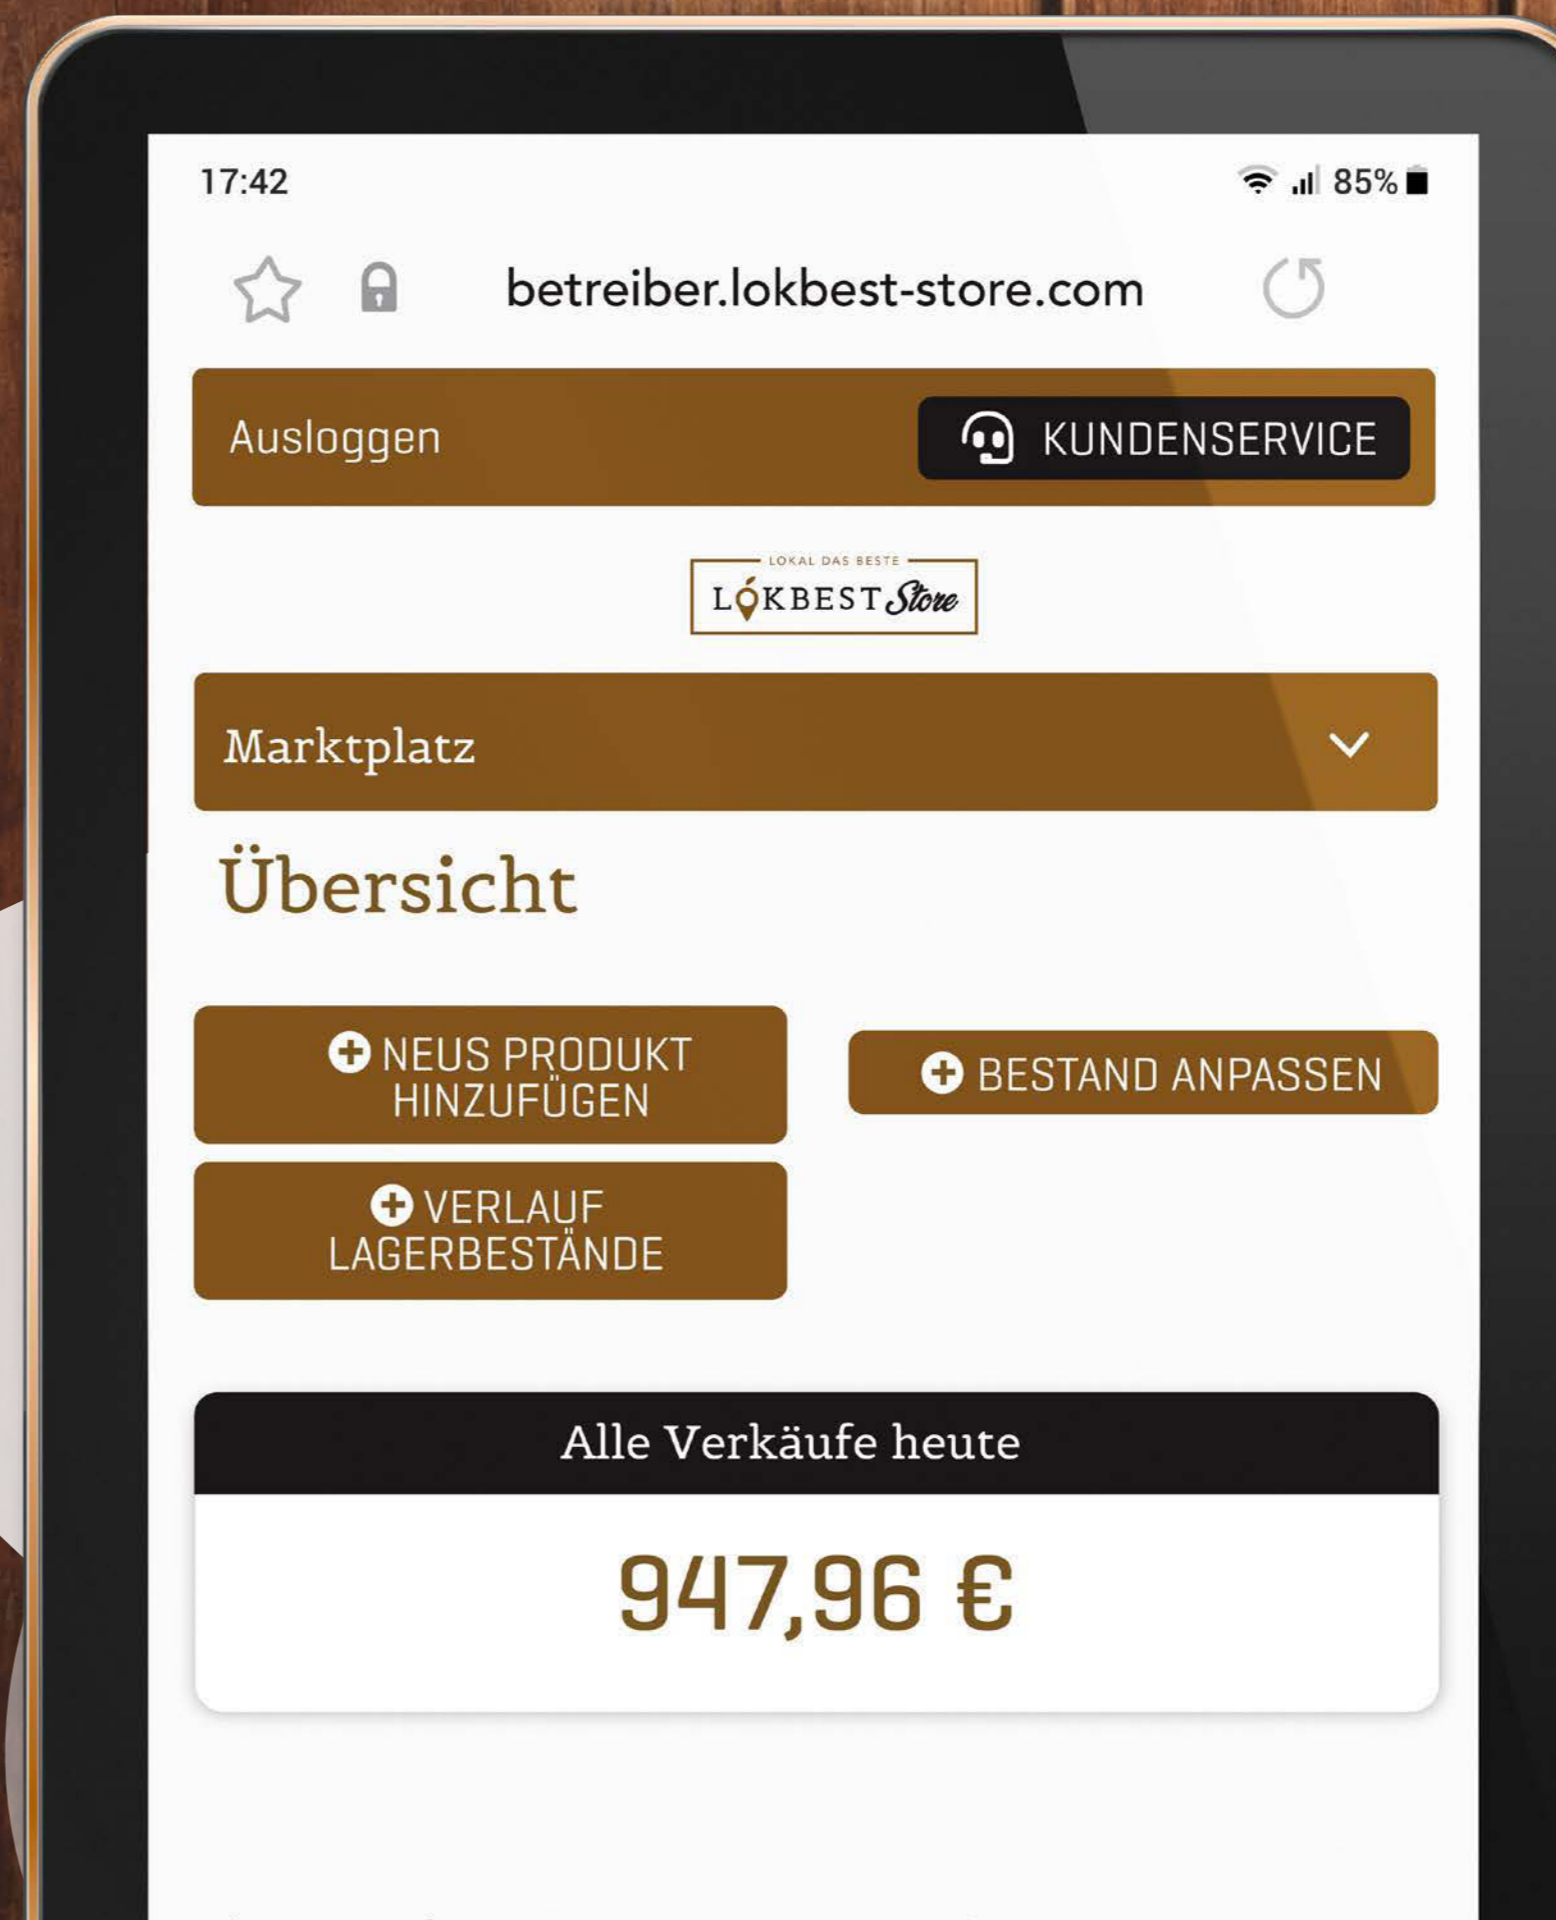 17:42
85%
betreiber.lokbest-store.com
Ausloggen
KUNDENSERVICE
LOKAL DAS BESTE
LOKBEST Store
Marktplatz
Übersicht
NEUS PRODUKT
HINZUFÜGEN
BESTAND ANPASSEN
VERLAUF
LAGERBESTÄNDE
Alle Verkäufe heute
947,96 €